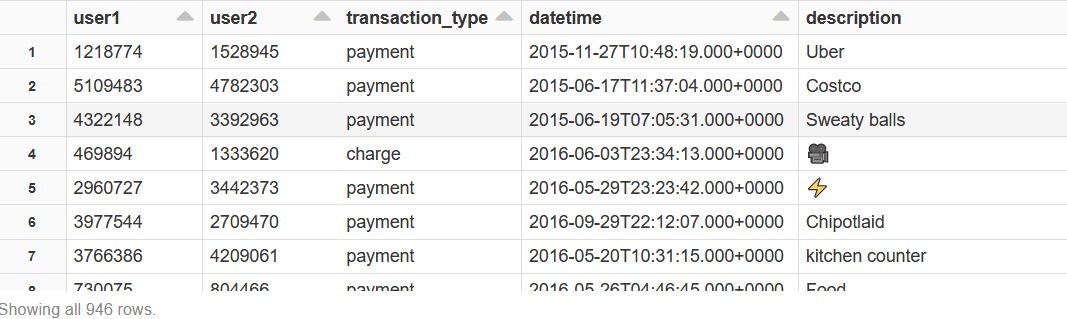 user1 user2 transaction_type datetime description
1 1218774 1528945 payment 2015-11-27T10:48:19.000+0000 Uber
2 5109483 4782303 payment 2015-06-17T11:37:04.000+0000 Costco
3 4322148 3392963 payment 2015-06-19T07:05:31.000+0000 Sweaty balls
4 469894 1333620 charge 2016-06-03T23:34:13.000+0000 🎥
5 2960727 3442373 payment 2016-05-29T23:23:42.000+0000 ⚡
6 3977544 2709470 payment 2016-09-29T22:12:07.000+0000 Chipotlaid
7 3766386 4209061 payment 2016-05-20T10:31:15.000+0000 kitchen counter
8 730075 804466 payment 2016-05-26T04:46:45.000+0000 Food
Showing all 946 rows.